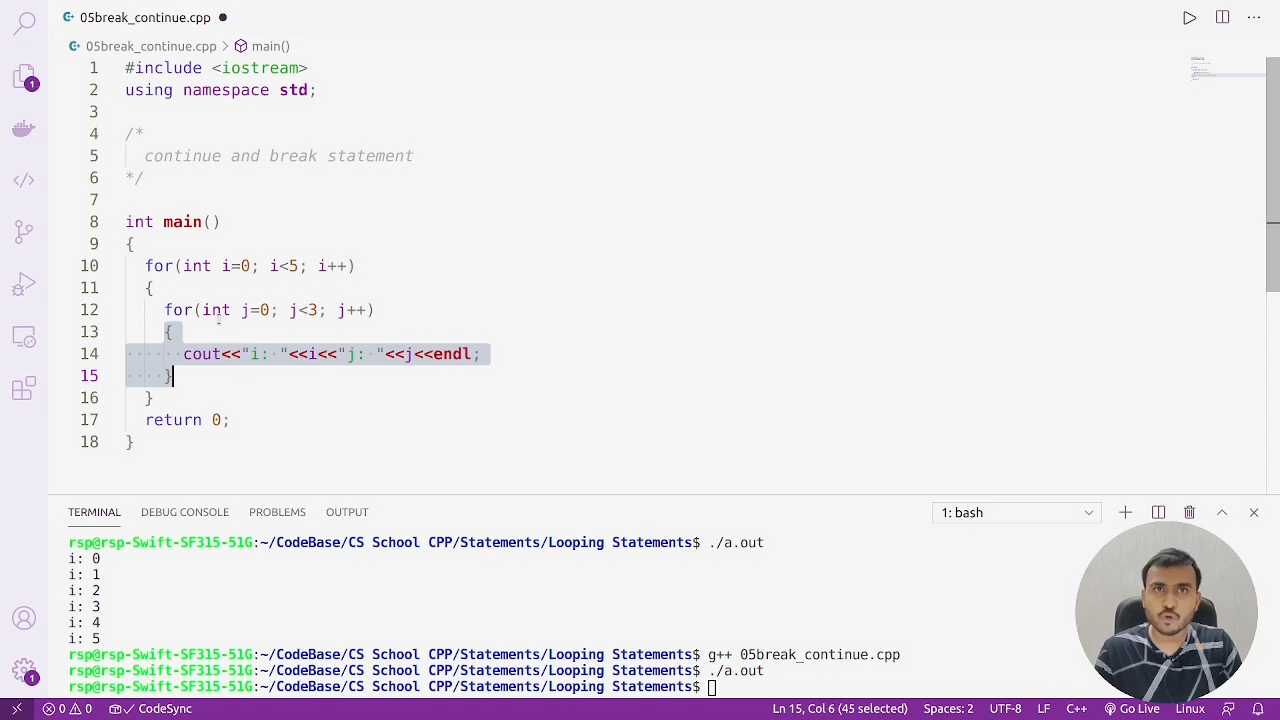 05break_continue.cpp
05break_continue.cpp > main()
1 #include <iostream>
2 using namespace std;
3
4 /*
5 continue and break statement
6 */
7
8 int main()
9 {
10 for(int i=0; i<5; i++)
11 {
12 for(int j=0; j<3; j++)
13 {
14 cout<<"i: "<<i<<"j: "<<j<<endl;
15 }
16 }
17 return 0;
18 }
1
TERMINAL DEBUG CONSOLE PROBLEMS OUTPUT 1: bash
rsp@rsp-Swift-SF315-51G:~/CodeBase/CS School CPP/Statements/Looping Statements$ ./a.out
i: 0
i: 1
i: 2
i: 3
i: 4
i: 5
rsp@rsp-Swift-SF315-51G:~/CodeBase/CS School CPP/Statements/Looping Statements$ g++ 05break_continue.cpp
rsp@rsp-Swift-SF315-51G:~/CodeBase/CS School CPP/Statements/Looping Statements$ ./a.out
rsp@rsp-Swift-SF315-51G:~/CodeBase/CS School CPP/Statements/Looping Statements$
1
0 0 CodeSync Ln 15, Col 6 (45 selected) Spaces: 2 UTF-8 LF C++ Go Live Linux